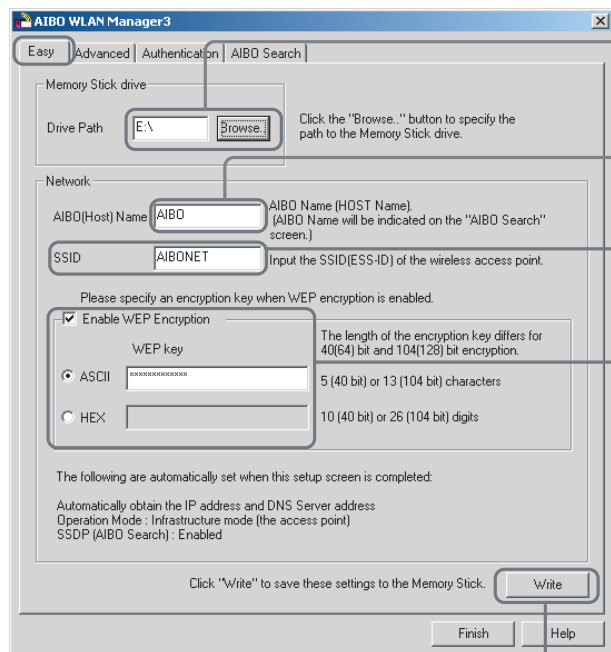 AIBO WLAN Manager3
Easy Advanced Authentication AIBO Search
Memory Stick drive
Drive Path E:\ Browse..
Click the "Browse.." button to specify the
path to the Memory Stick drive.
Network
AIBO(Host) Name AIBO
AIBO Name (HOST Name).
(AIBO Name will be indicated on the "AIBO Search"
screen.)
SSID AIBONET Input the SSID(ESS-ID) of the wireless access point.
Please specify an encryption key when WEP encryption is enabled.
Enable WEP Encryption
WEP key
The length of the encryption key differs for
40(64) bit and 104(128) bit encryption.
ASCII ************* 5 (40 bit) or 13 (104 bit) characters
HEX 10 (40 bit) or 26 (104 bit) digits
The following are automatically set when this setup screen is completed:
Automatically obtain the IP address and DNS Server address
Operation Mode : Infrastructure mode (the access point)
SSDP (AIBO Search) : Enabled
Click "Write" to save these settings to the Memory Stick. Write
Finish Help